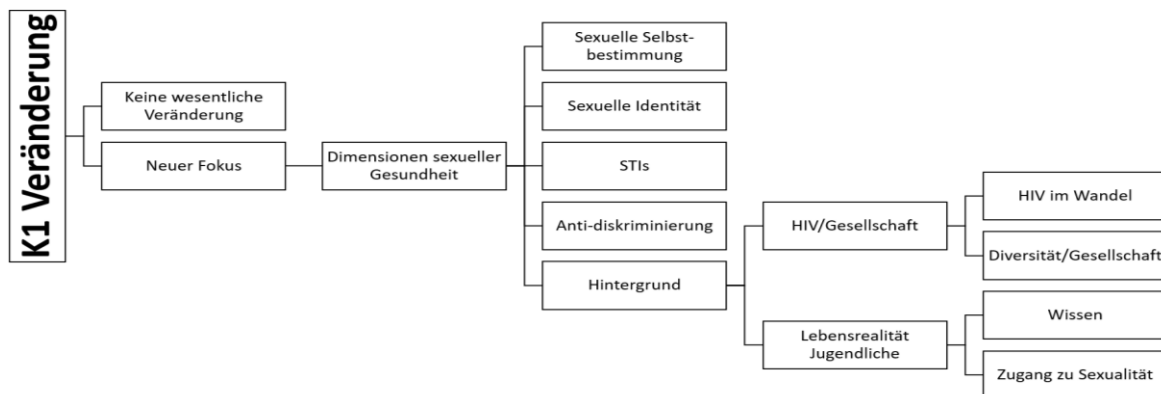 K1 Veränderung
Keine wesentliche
Veränderung
Neuer Fokus
Dimensionen sexueller
Gesundheit
Sexuelle Selbst-
bestimmung
Sexuelle Identität
STIs
Anti-diskriminierung
Hintergrund
HIV/Gesellschaft
Lebensrealität
Jugendliche
HIV im Wandel
Diversität/Gesellschaft
Wissen
Zugang zu Sexualität